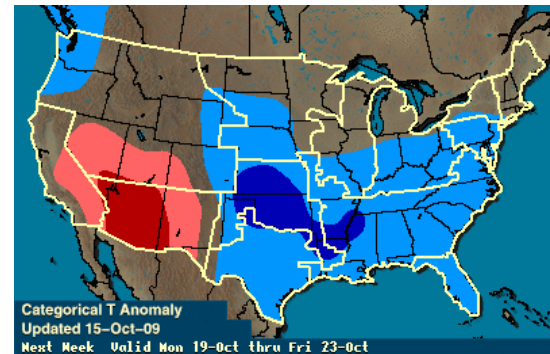 Categorical T Anomaly
Updated 15-Oct-09
Next Week Valid Mon 19-Oct thru Fri 23-Oct